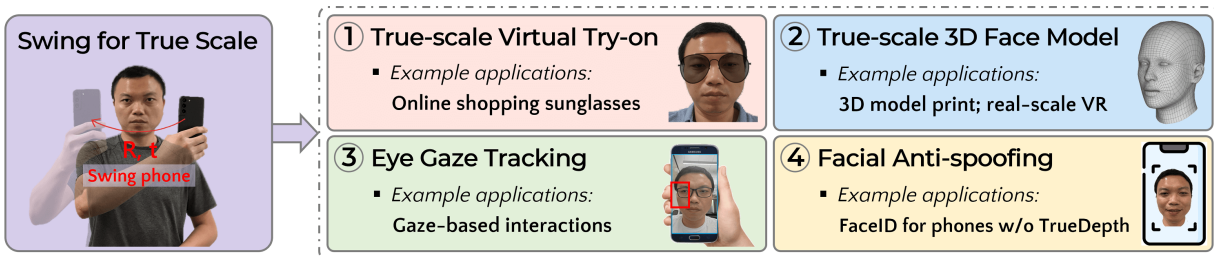 Swing for True Scale
R, t
Swing phone
1 True-scale Virtual Try-on
▪ Example applications:
Online shopping sunglasses
2 True-scale 3D Face Model
▪ Example applications:
3D model print; real-scale VR
3 Eye Gaze Tracking
▪ Example applications:
Gaze-based interactions
4 Facial Anti-spoofing
▪ Example applications:
FaceID for phones w/o TrueDepth